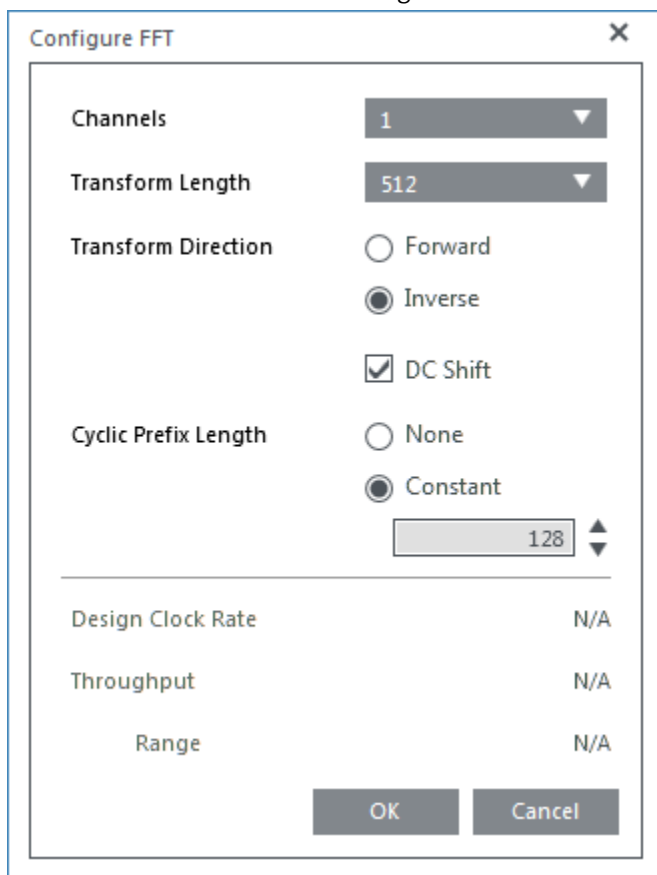 Configure FFT
Channels 1
Transform Length 512
Transform Direction Forward
Inverse
DC Shift
Cyclic Prefix Length None
Constant
128
Design Clock Rate N/A
Throughput N/A
Range N/A
OK Cancel